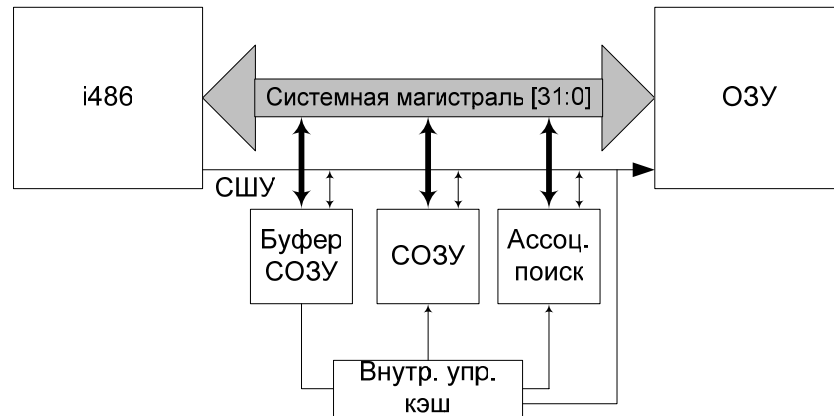 i486
Системная магистраль [31:0]
ОЗУ
СШУ
Буфер
СОЗУ
СОЗУ
Ассоц.
поиск
Внутр. упр.
кэш